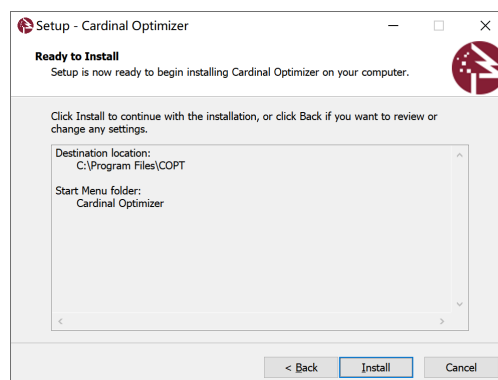 Setup - Cardinal Optimizer
Ready to Install
Setup is now ready to begin installing Cardinal Optimizer on your computer.
Click Install to continue with the installation, or click Back if you want to review or
change any settings.
Destination location:
C:\Program Files\COPT
Start Menu folder:
Cardinal Optimizer
< Back
Install
Cancel